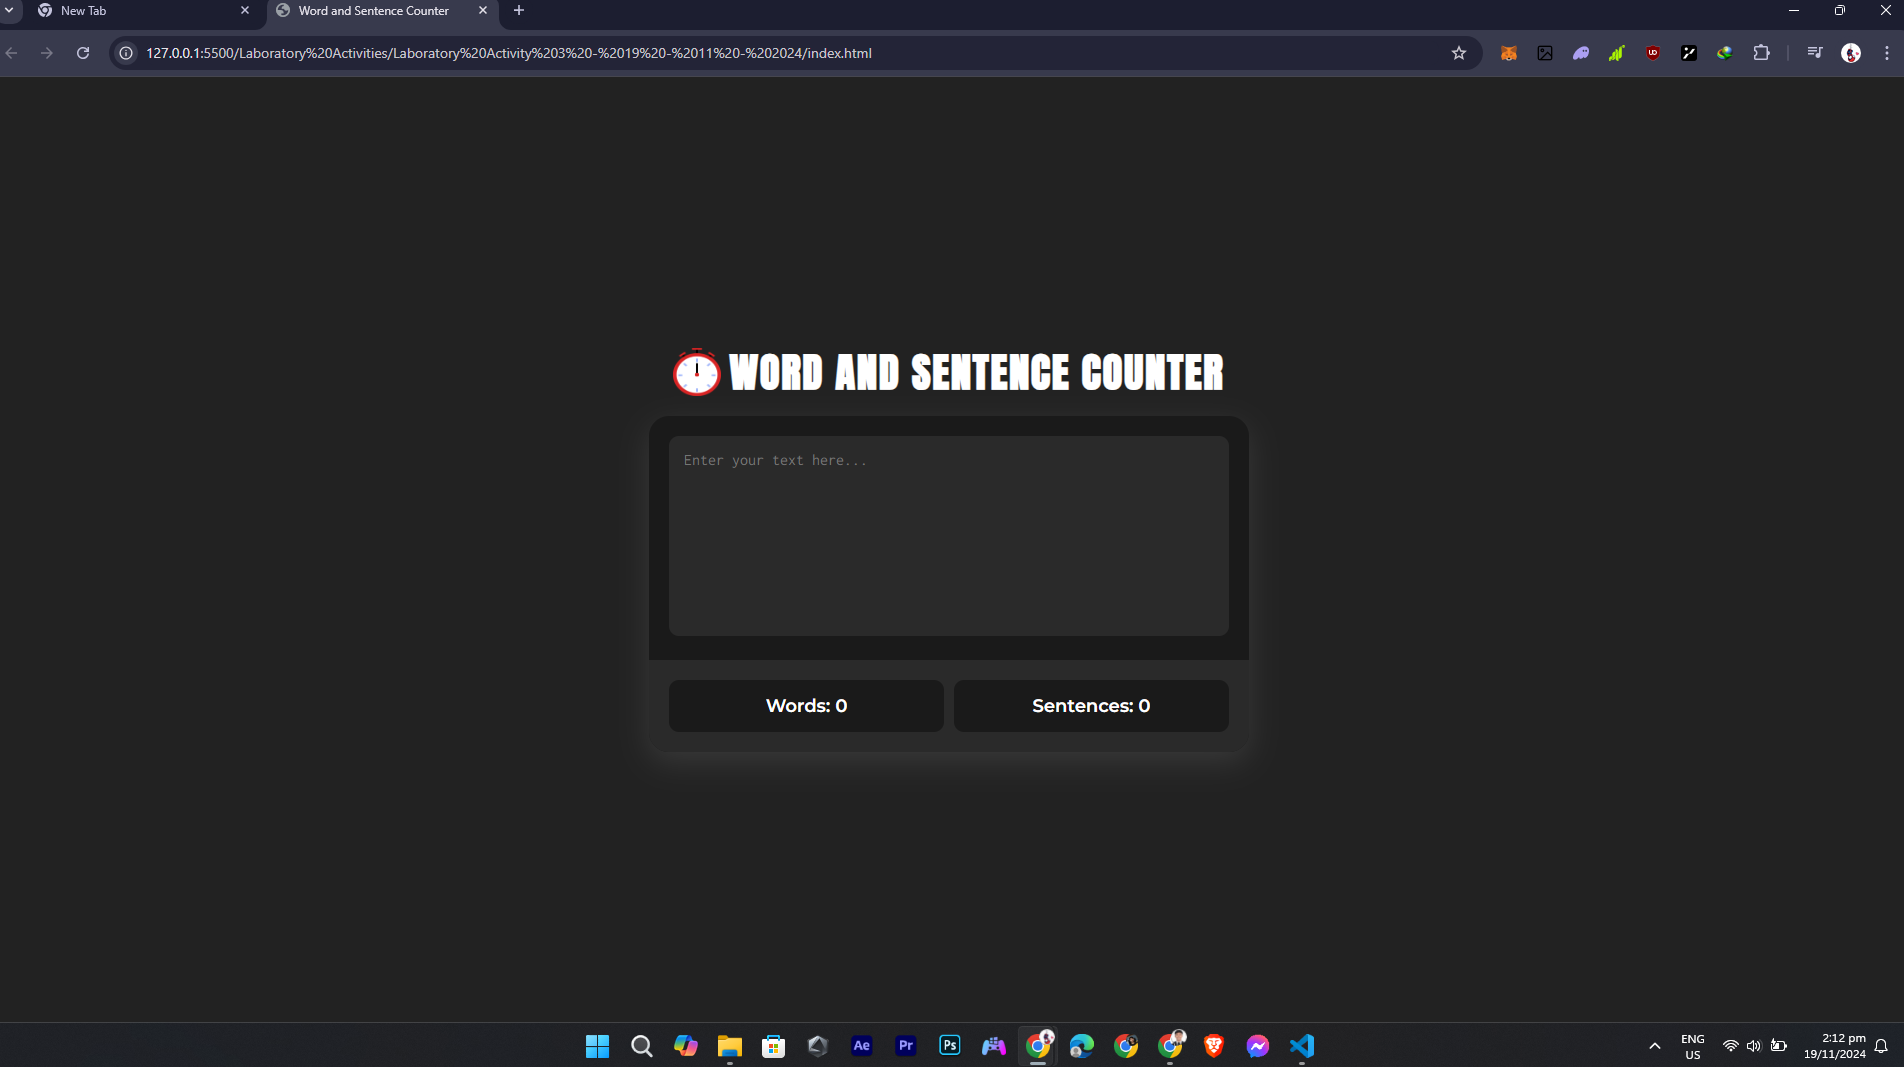 New Tab
Word and Sentence Counter
127.0.0.1:5500/Laboratory%20Activities/Laboratory%20Activity%203%20-%2019%20-%2011%20-%202024/index.html
WORD AND SENTENCE COUNTER
Enter your text here...
Words: 0
Sentences: 0
Ae
Pr
Ps
ENG
US
2:12 pm
19/11/2024